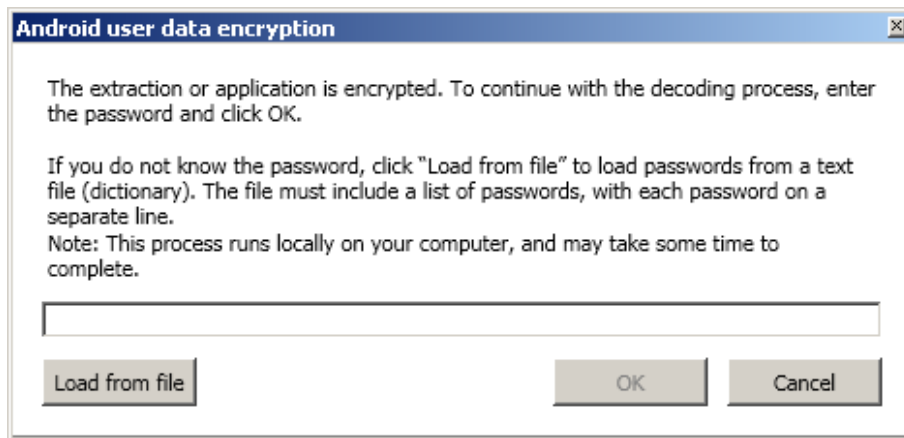 Android user data encryption
The extraction or application is encrypted. To continue with the decoding process, enter
the password and click OK.
If you do not know the password, click “Load from file” to load passwords from a text
file (dictionary). The file must include a list of passwords, with each password on a
separate line.
Note: This process runs locally on your computer, and may take some time to
complete.
Load from file
OK
Cancel